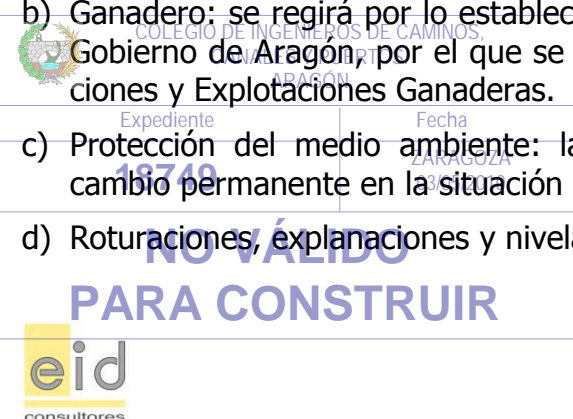 b) Ganadero: se regirá por lo establec
COLEGIO DE INGENIEROS DE CAMINOS,
Gobierno de Aragón, por el que se
CANALES Y PUERTOS
ARAGÓN
ciones y Explotaciones Ganaderas.
Expediente Fecha
c) Protección del medio ambiente: la
ZARAGOZA
18749
cambio permanente en la situación
d) Roturaciones, explanaciones y nivela
NO VÁLIDO
PARA CONSTRUIR
eid
consultores